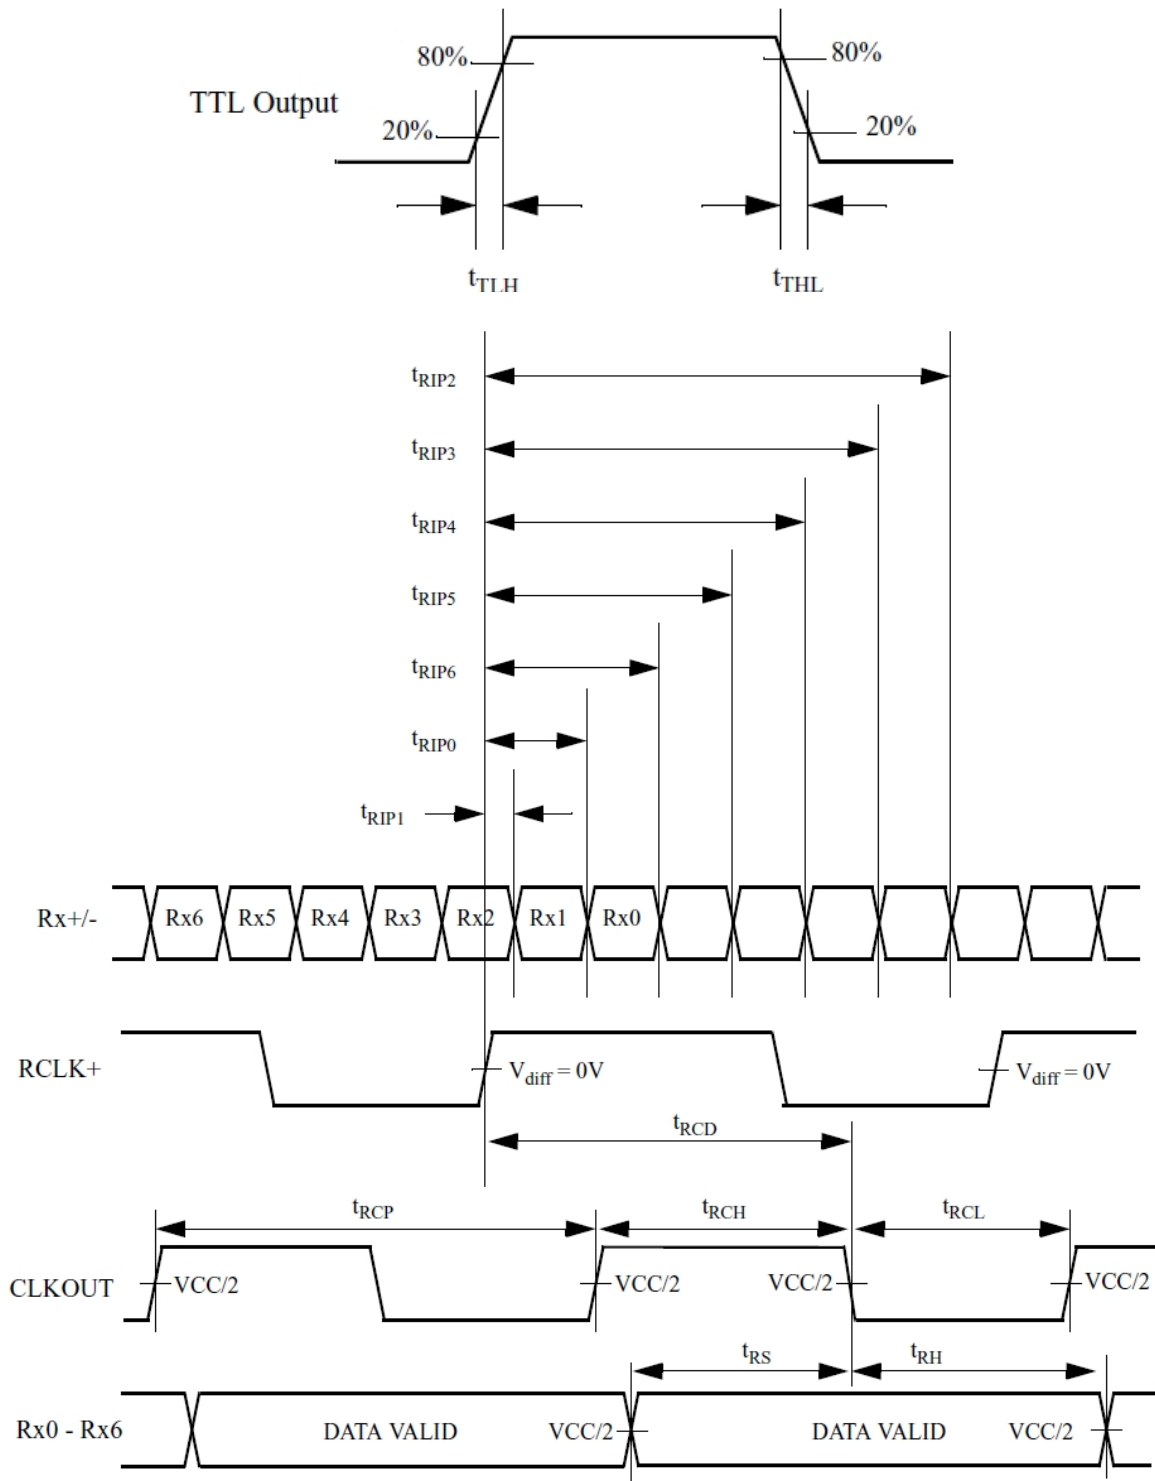 80%
80%
TTL Output
20%
20%
tTLH
tTHL
tRIP2
tRIP3
tRIP4
tRIP5
tRIP6
tRIP0
tRIP1
Rx+/-
Rx6
Rx5
Rx4
Rx3
Rx2
Rx1
Rx0
RCLK+
Vdiff = 0V
Vdiff = 0V
tRCD
tRCP
tRCH
tRCL
CLKOUT
VCC/2
VCC/2
VCC/2
VCC/2
tRS
tRH
Rx0 - Rx6
DATA VALID
VCC/2
DATA VALID
VCC/2